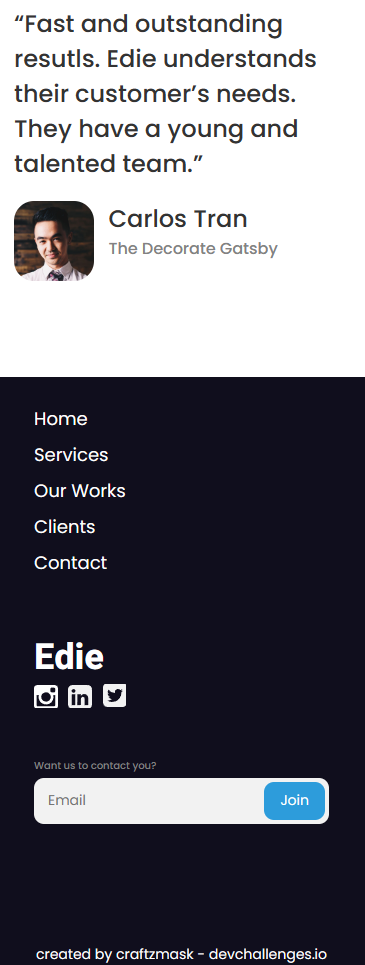 “Fast and outstanding
resutls. Edie understands
their customer’s needs.
They have a young and
talented team.”
Carlos Tran
The Decorate Gatsby
Home
Services
Our Works
Clients
Contact
Edie
Want us to contact you?
Email
Join
created by craftzmask - devchallenges.io